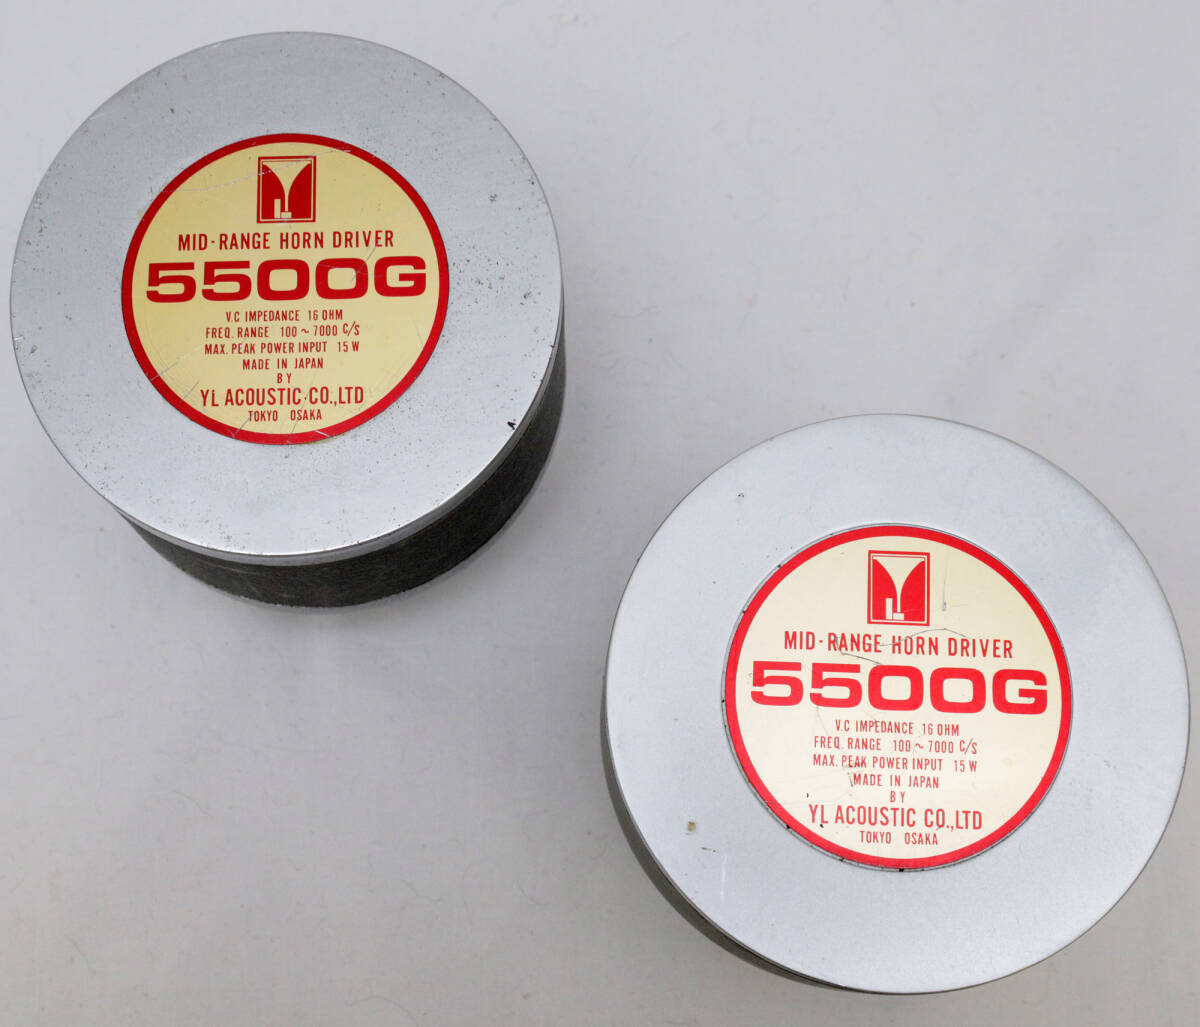 MID-RANGE HORN DRIVER
5500G
V.C IMPEDANCE 16 OHM
FREQ. RANGE 100~7000 C/S
MAX. PEAK POWER INPUT 15 W
MADE IN JAPAN
BY
YL ACOUSTIC CO.,LTD
TOKYO OSAKA
MID-RANGE HORN DRIVER
5500G
V.C IMPEDANCE 16 OHM
FREQ. RANGE 100~7000 C/S
MAX. PEAK POWER INPUT 15 W
MADE IN JAPAN
BY
YL ACOUSTIC CO.,LTD
TOKYO OSAKA